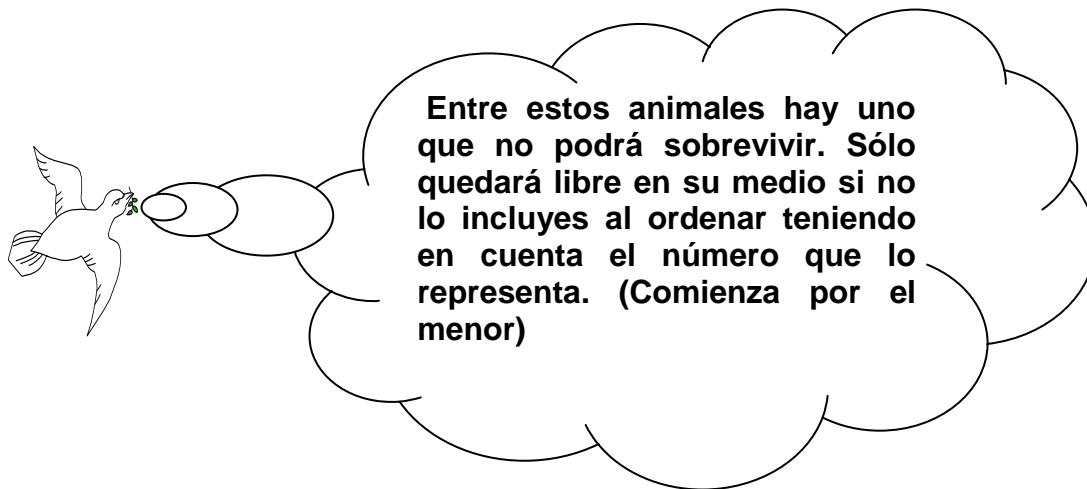 Entre estos animales hay uno
que no podrá sobrevivir. Sólo
quedará libre en su medio si no
lo incluyes al ordenar teniendo
en cuenta el número que lo
representa. (Comienza por el
menor)